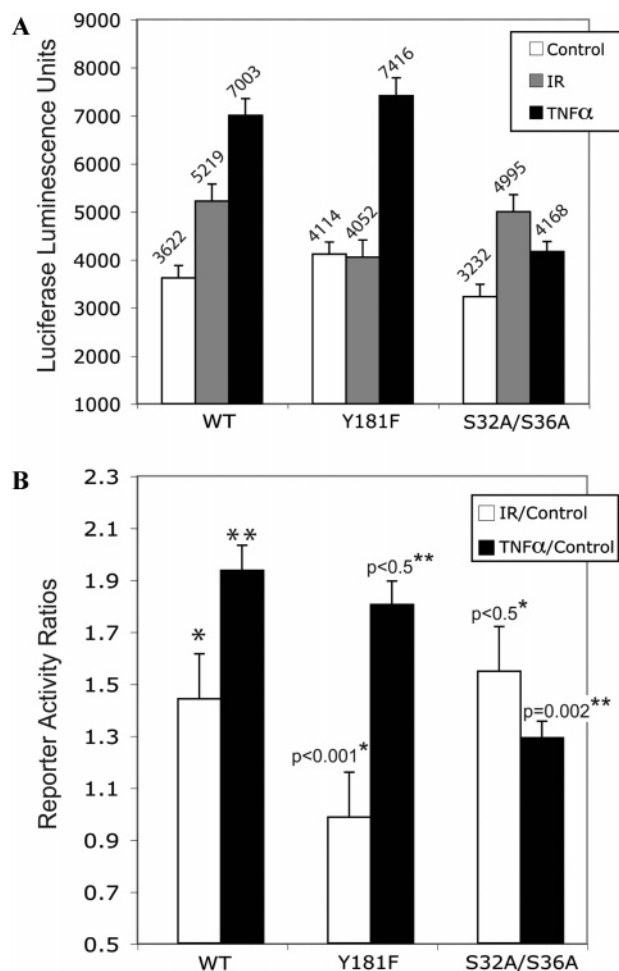 A
Luciferase Luminescence Units
9000
8000
7000
6000
5000
4000
3000
2000
1000
Control
IR
TNFα
3622
5219
7003
4114
4052
7416
3232
4995
4168
WT
Y181F
S32A/S36A
B
Reporter Activity Ratios
2.3
2.1
1.9
1.7
1.5
1.3
1.1
0.9
0.7
0.5
IR/Control
TNFα/Control
*
**
p<0.001*
p<0.5**
p<0.5*
p=0.002**
WT
Y181F
S32A/S36A